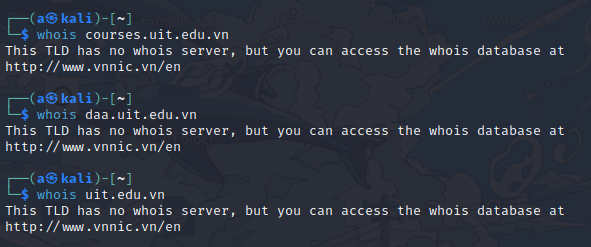 ┌──(a㉿kali)-[~]
└─$ whois courses.uit.edu.vn
This TLD has no whois server, but you can access the whois database at
http://www.vnnic.vn/en
┌──(a㉿kali)-[~]
└─$ whois daa.uit.edu.vn
This TLD has no whois server, but you can access the whois database at
http://www.vnnic.vn/en
┌──(a㉿kali)-[~]
└─$ whois uit.edu.vn
This TLD has no whois server, but you can access the whois database at
http://www.vnnic.vn/en